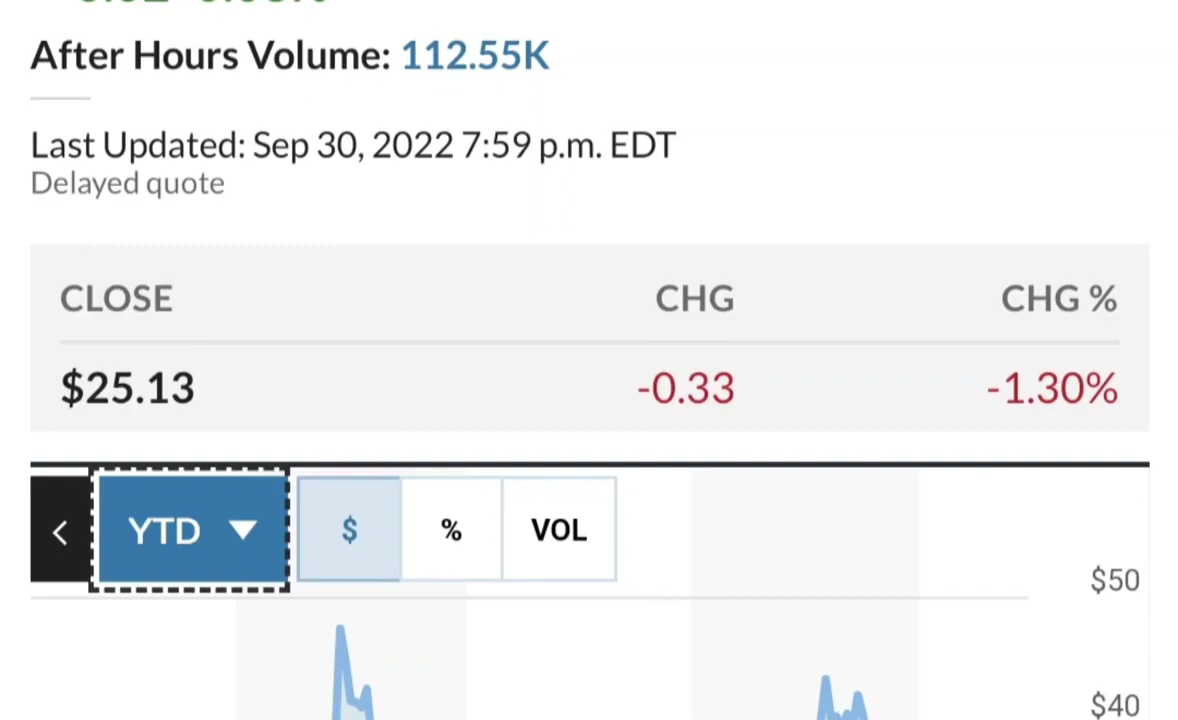 After Hours Volume: 112.55K
Last Updated: Sep 30, 2022 7:59 p.m. EDT
Delayed quote
CLOSE CHG CHG %
$25.13 -0.33 -1.30%
YTD $ % VOL
$50
$40